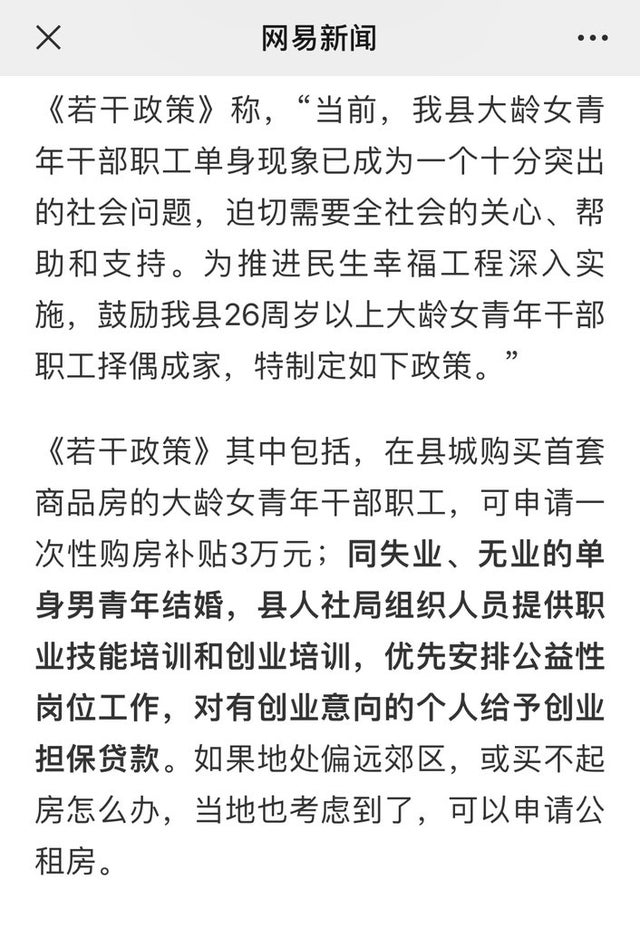 网易新闻
《若干政策》称，“当前，我县大龄女青
年干部职工单身现象已成为一个十分突出
的社会问题，迫切需要全社会的关心、帮
助和支持。为推进民生幸福工程深入实
施，鼓励我县26周岁以上大龄女青年干部
职工择偶成家，特制定如下政策。”
《若干政策》其中包括，在县城购买首套
商品房的大龄女青年干部职工，可申请一
次性购房补贴3万元；同失业、无业的单
身男青年结婚，县人社局组织人员提供职
业技能培训和创业培训，优先安排公益性
岗位工作，对有创业意向的个人给予创业
担保贷款。如果地处偏远郊区，或买不起
房怎么办，当地也考虑到了，可以申请公
租房。